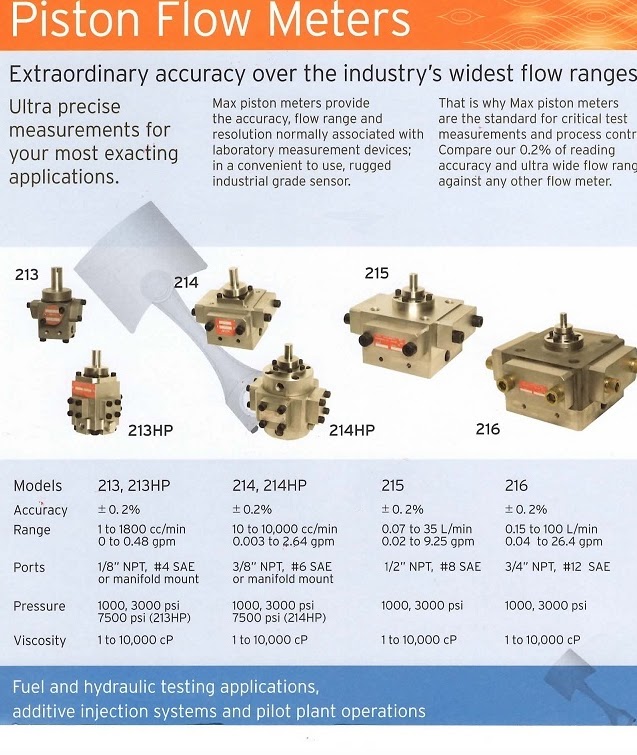 Piston Flow Meters
Extraordinary accuracy over the industry's widest flow ranges
Ultra precise
measurements for
your most exacting
applications.
Max piston meters provide
the accuracy, flow range and
resolution normally associated with
laboratory measurement devices;
in a convenient to use, rugged
industrial grade sensor.
That is why Max piston meters
are the standard for critical test
measurements and process contr
Compare our 0.2% of reading
accuracy and ultra wide flow rang
against any other flow meter.
213
214
215
213HP
214HP
216
Models 213, 213HP 214, 214HP 215 216
Accuracy ± 0.2% ± 0.2% ± 0.2% ± 0.2%
Range 1 to 1800 cc/min 10 to 10,000 cc/min 0.07 to 35 L/min 0.15 to 100 L/min
0 to 0.48 gpm 0.003 to 2.64 gpm 0.02 to 9.25 gpm 0.04 to 26.4 gpm
Ports 1/8" NPT, #4 SAE 3/8" NPT, #6 SAE 1/2" NPT, #8 SAE 3/4" NPT, #12 SAE
or manifold mount or manifold mount
Pressure 1000, 3000 psi 1000, 3000 psi 1000, 3000 psi 1000, 3000 psi
7500 psi (213HP) 7500 psi (214HP)
Viscosity 1 to 10,000 cP 1 to 10,000 cP 1 to 10,000 cP 1 to 10,000 cP
Fuel and hydraulic testing applications,
additive injection systems and pilot plant operations